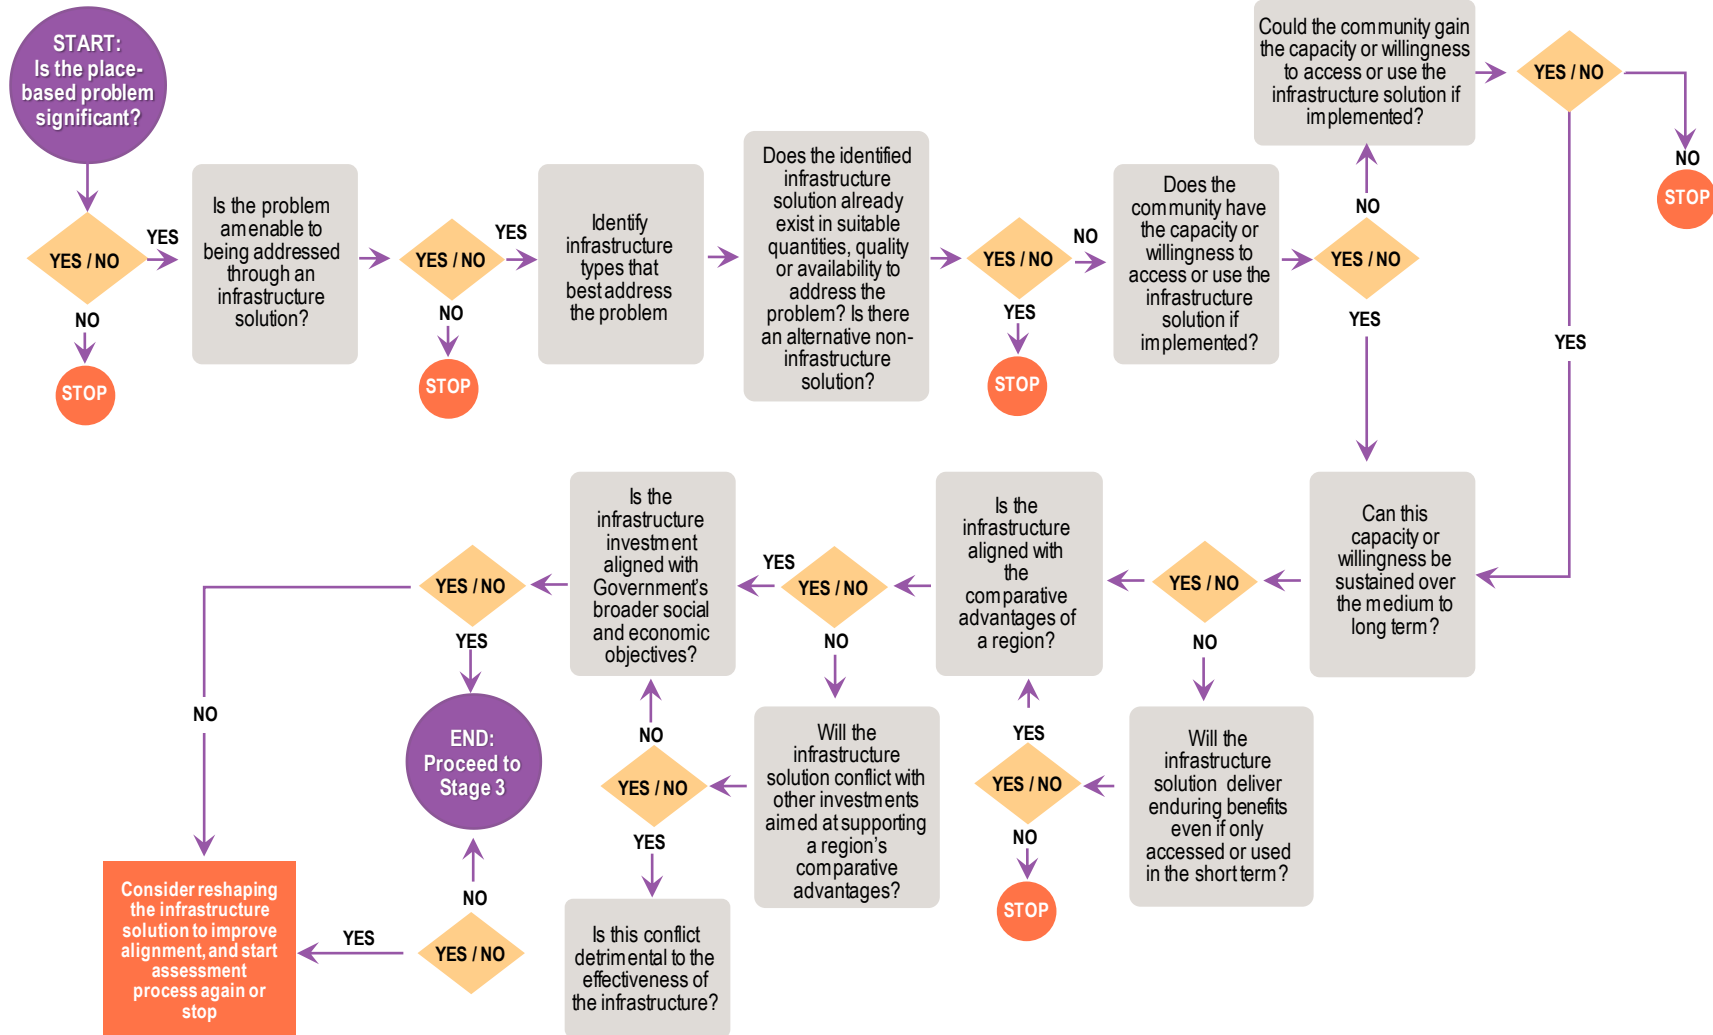 START:
Is the place-
based problem
significant?
YES / NO
YES
NO
STOP
Is the problem
amenable to
being addressed
through an
infrastructure
solution?
YES / NO
YES
NO
STOP
Identify
infrastructure
types that
best address
the problem
Does the identified
infrastructure
solution already
exist in suitable
quantities, quality
or availability to
address the
problem? Is there
an alternative non-
infrastructure
solution?
YES / NO
NO
YES
STOP
Does the
community have
the capacity or
willingness to
access or use the
infrastructure
solution if
implemented?
YES / NO
NO
YES
Could the community gain
the capacity or willingness
to access or use the
infrastructure solution if
implemented?
YES / NO
NO
STOP
YES
Can this
capacity or
willingness be
sustained over
the medium to
long term?
YES / NO
NO
Will the
infrastructure
solution deliver
enduring benefits
even if only
accessed or used
in the short term?
YES / NO
YES
NO
STOP
Is the
infrastructure
aligned with
the
comparative
advantages of
a region?
YES / NO
YES
NO
Will the
infrastructure
solution conflict with
other investments
aimed at supporting
a region's
comparative
advantages?
YES / NO
NO
YES
Is this conflict
detrimental to the
effectiveness of
the infrastructure?
YES / NO
NO
YES
Is the
infrastructure
investment
aligned with
Government's
broader social
and economic
objectives?
YES / NO
YES
NO
END:
Proceed to
Stage 3
Consider reshaping
the infrastructure
solution to improve
alignment, and start
assessment
process again or
stop